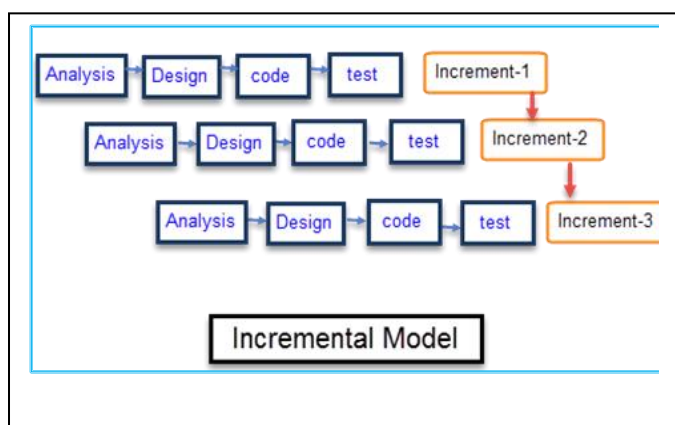 Analysis Design code test Increment-1
Analysis Design code test Increment-2
Analysis Design code test Increment-3
Incremental Model